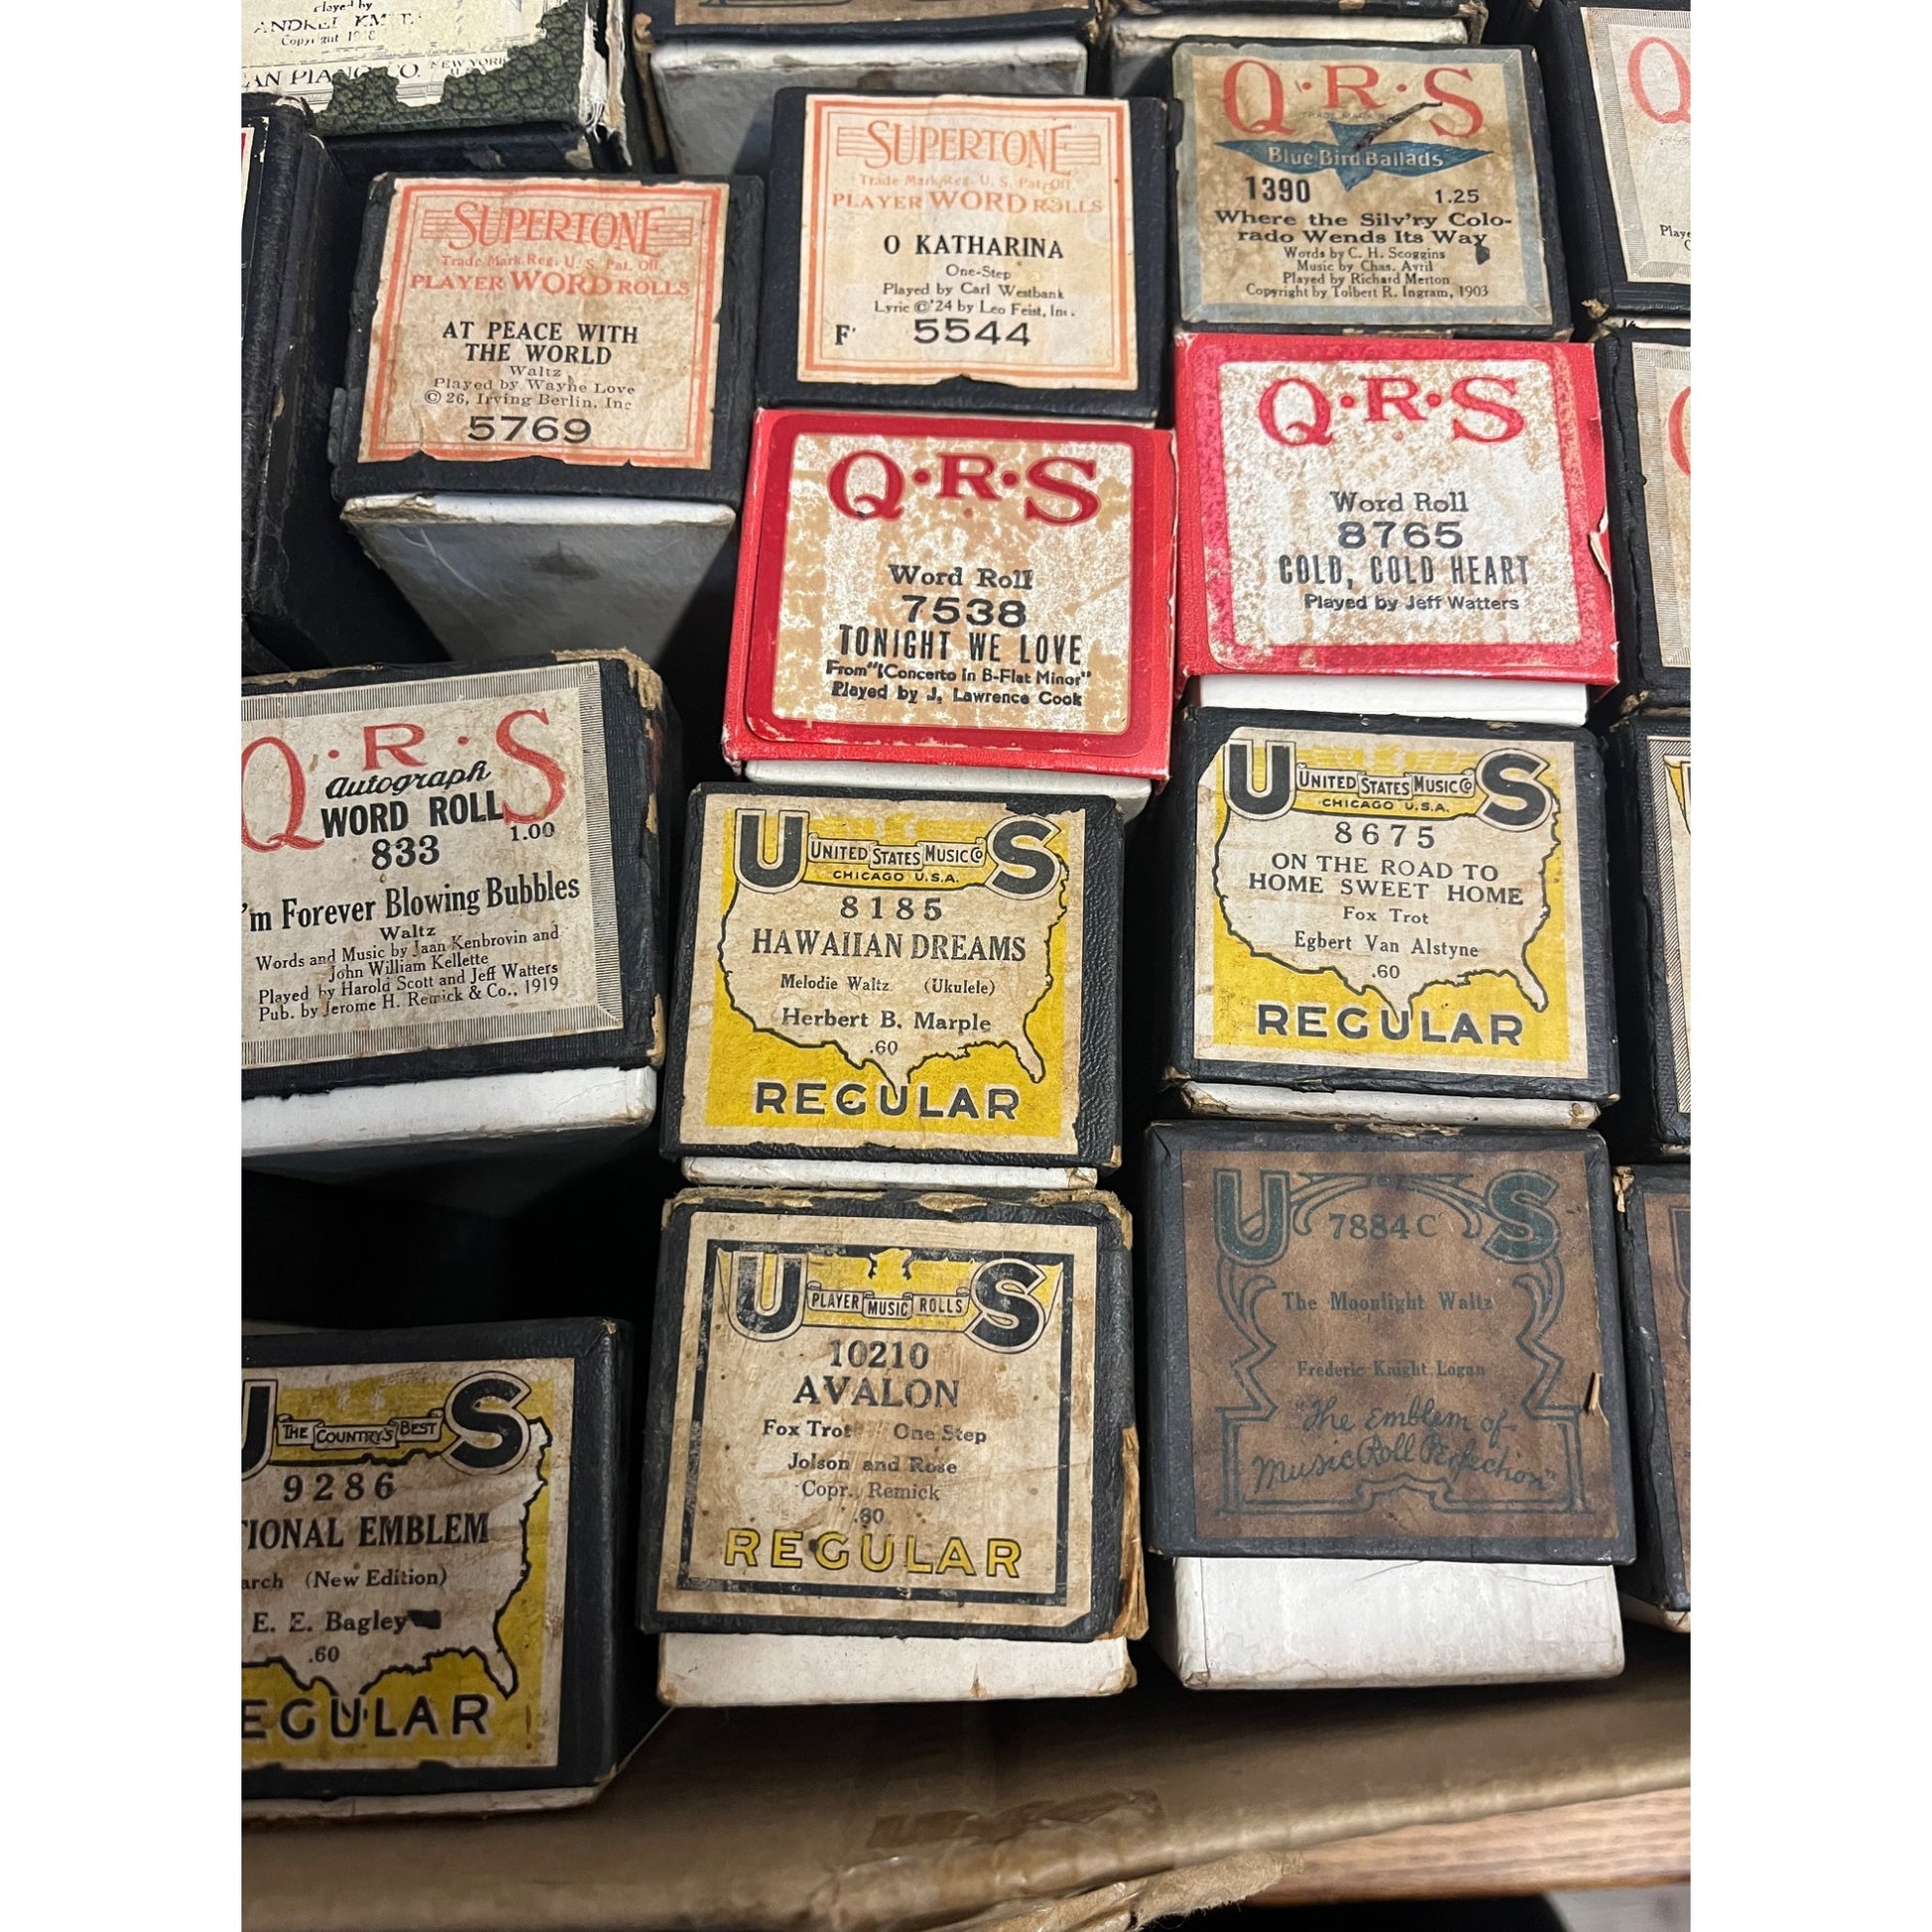 Played by
Copyright 1918
AN PIANO CO. NEW YORK
SUPERTONE
Trade Mark Reg. U. S. Pat. Off.
PLAYER WORD ROLLS
AT PEACE WITH
THE WORLD
Waltz
Played by Wayne Love
© 26, Irving Berlin, Inc
5769
SUPERTONE
Trade Mark Reg. U. S. Pat. Off.
PLAYER WORD ROLLS
O KATHARINA
One-Step
Played by Carl Westbank
Lyric © '24 by Leo Feist, Inc.
F' 5544
Q·R·S
TRADE MARK
Blue Bird Ballads
1390 1.25
Where the Silv'ry Colo-
rado Wends Its Way
Words by C. H. Scoggins
Music by Chas. Avril
Played by Richard Merton
Copyright by Tolbert R. Ingram, 1903
Q·R·S
Word Roll
7538
TONIGHT WE LOVE
From "(Concerto in B-Flat Minor"
Played by J. Lawrence Cook
Q·R·S
Word Roll
8765
COLD, COLD HEART
Played by Jeff Watters
Q·R·S
Autograph
WORD ROLL
833 1.00
'm Forever Blowing Bubbles
Waltz
Words and Music by Jaan Kenbrovin and
John William Kellette
Played by Harold Scott and Jeff Watters
Pub. by Jerome H. Remick & Co., 1919
U S
UNITED STATES MUSIC CO
CHICAGO U.S.A.
8185
HAWAIIAN DREAMS
Melodie Waltz (Ukulele)
Herbert B. Marple
.60
REGULAR
U S
UNITED STATES MUSIC CO
CHICAGO U.S.A.
8675
ON THE ROAD TO
HOME SWEET HOME
Fox Trot
Egbert Van Alstyne
.60
REGULAR
U S
THE COUNTRY'S BEST
9286
TIONAL EMBLEM
arch (New Edition)
E. E. Bagley
.60
EGULAR
U S
PLAYER MUSIC ROLLS
10210
AVALON
Fox Trot One Step
Jolson and Rose
Copr., Remick
.80
REGULAR
U S
7884C
The Moonlight Waltz
Frederic Knight Logan
"The Emblem of
Music Roll Perfection"
Q
Playe